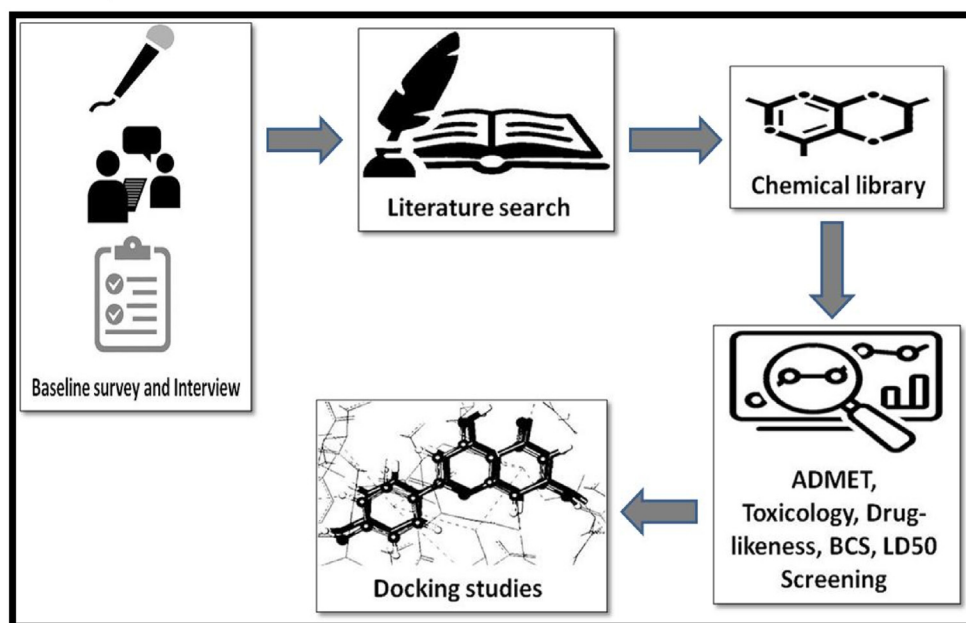 Baseline survey and Interview
Literature search
Chemical library
ADMET,
Toxicology, Drug-
likeness, BCS, LD50
Screening
Docking studies